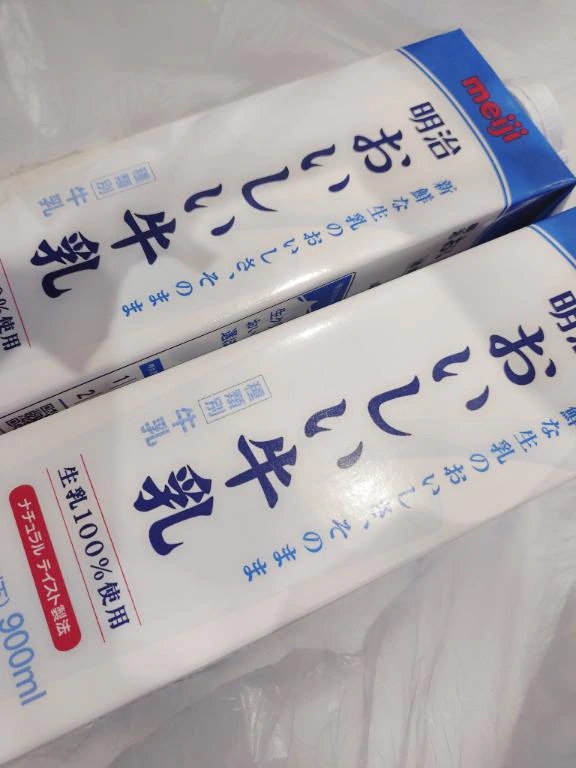 meiji
明治
おいしい牛乳
新鮮な生乳のおいしさ、そのまま
種類別
牛乳
%使用
明治
おいしい牛乳
鮮な生乳のおいしさ、そのまま
種類別
牛乳
生乳100%使用
ナチュラル テイスト製法
900ml